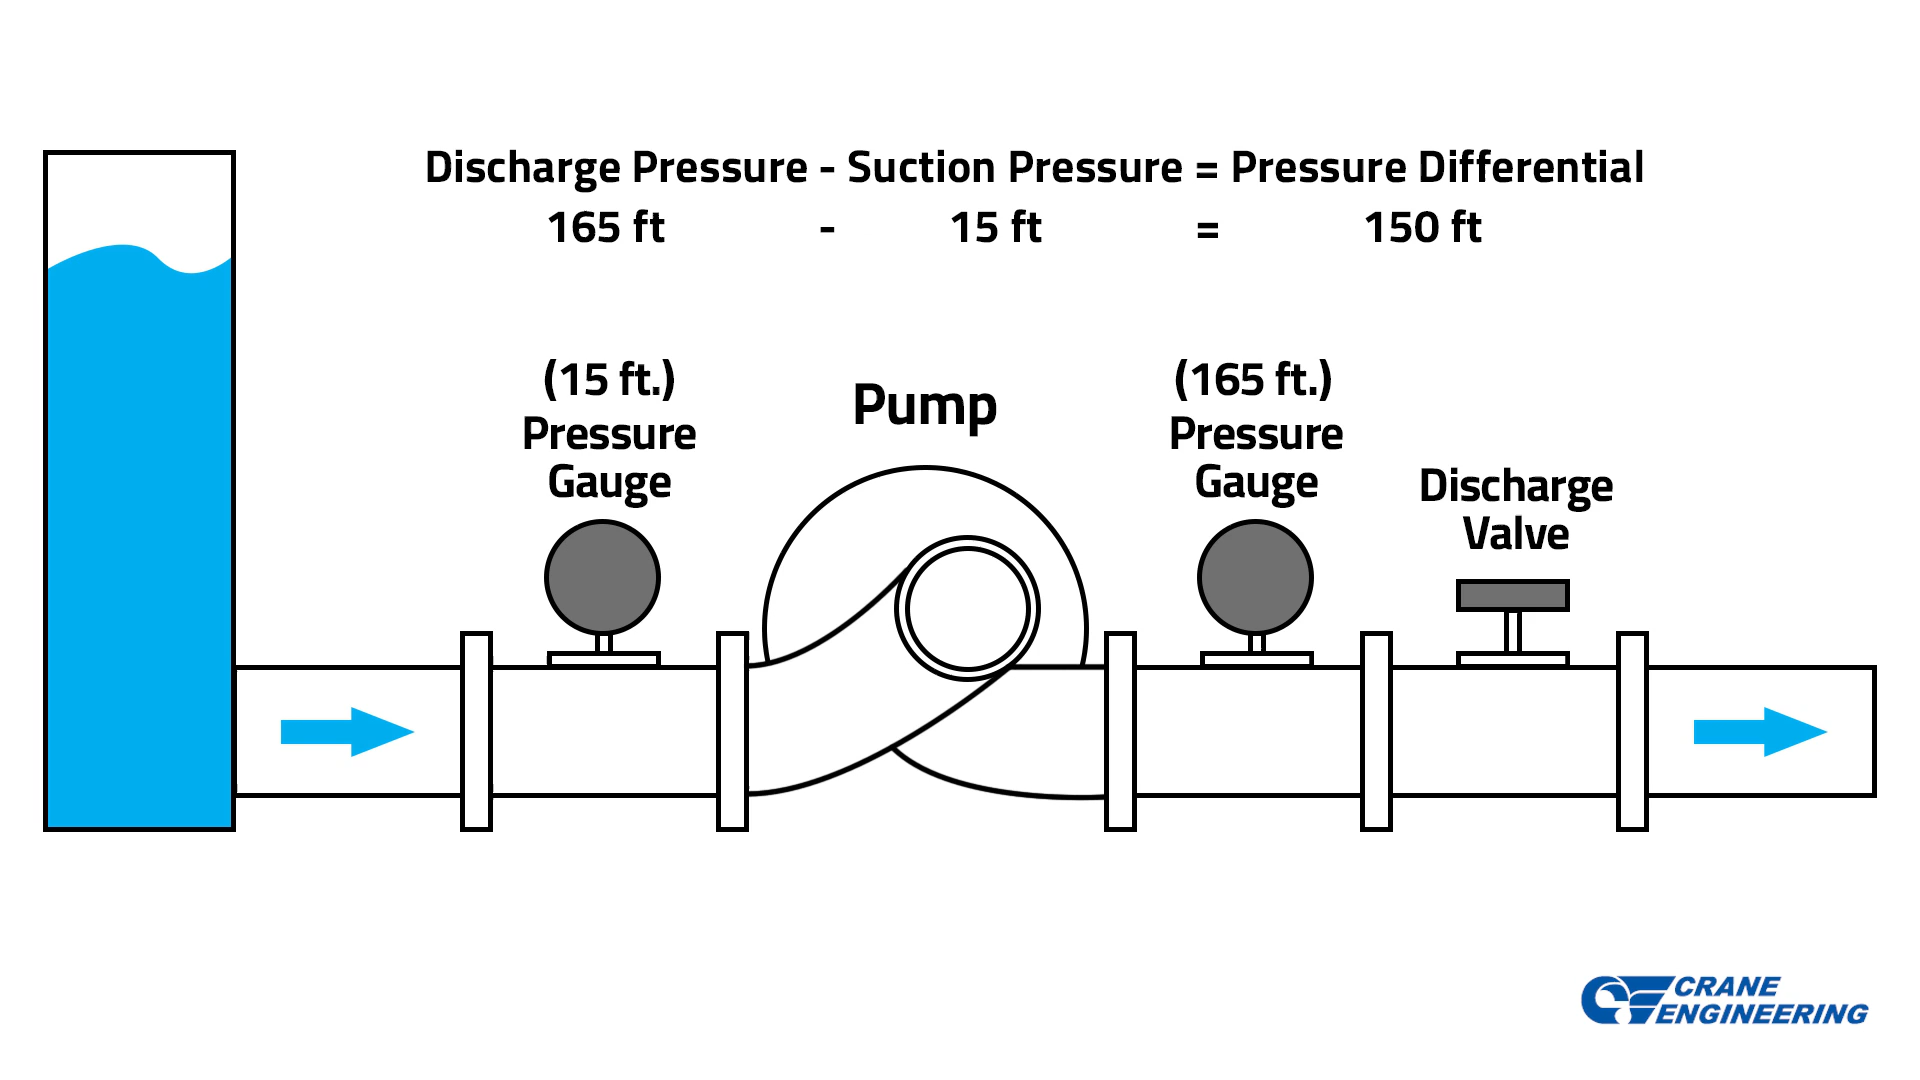 Discharge Pressure - Suction Pressure = Pressure Differential
165 ft - 15 ft = 150 ft
(15 ft.)
Pressure
Gauge
Pump
(165 ft.)
Pressure
Gauge
Discharge
Valve
CRANE
ENGINEERING